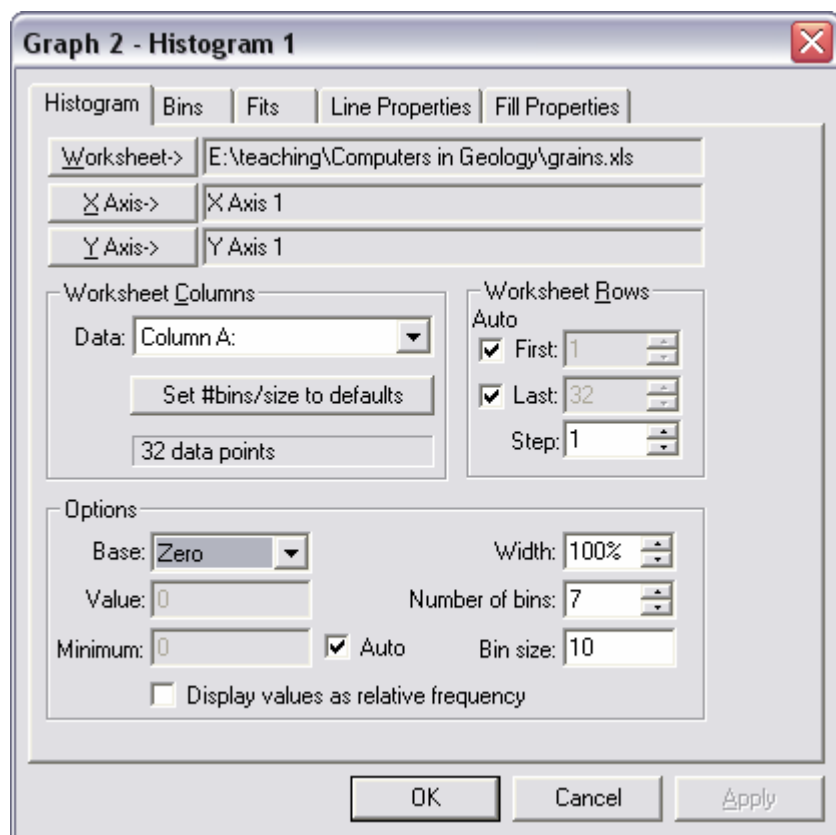 Graph 2 - Histogram 1
Histogram Bins Fits Line Properties Fill Properties
Worksheet-> E:\teaching\Computers in Geology\grains.xls
X Axis-> X Axis 1
Y Axis-> Y Axis 1
Worksheet Columns
Data: Column A:
Set #bins/size to defaults
32 data points
Worksheet Rows
Auto
First: 1
Last: 32
Step: 1
Options
Base: Zero Width: 100%
Value: 0 Number of bins: 7
Minimum: 0 Auto Bin size: 10
Display values as relative frequency
OK Cancel Apply